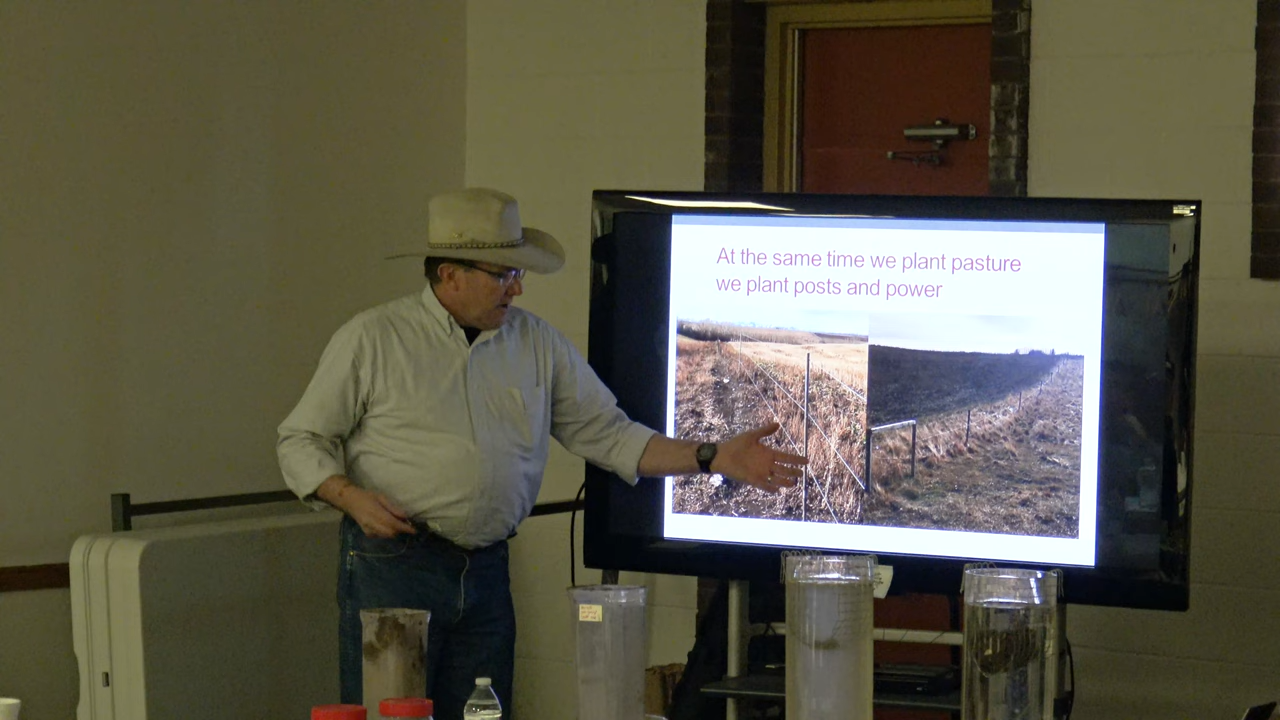 At the same time we plant pasture
we plant posts and power